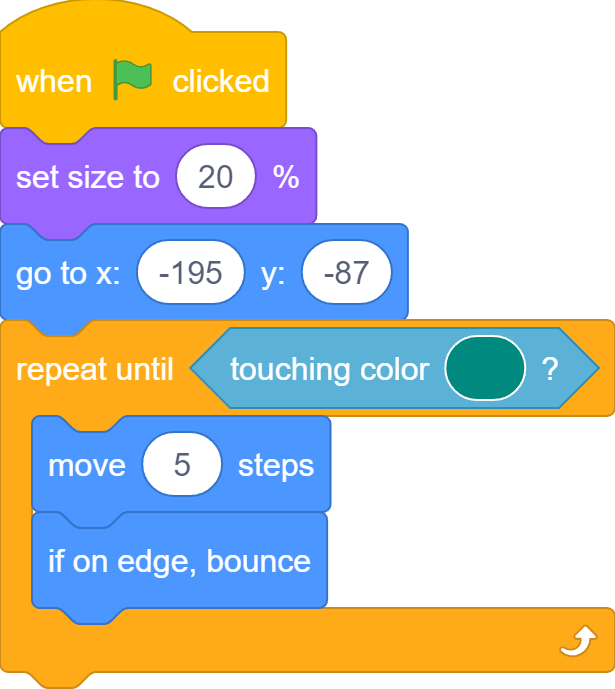 when clicked
set size to 20 %
go to x: -195 y: -87
repeat until touching color ?
move 5 steps
if on edge, bounce